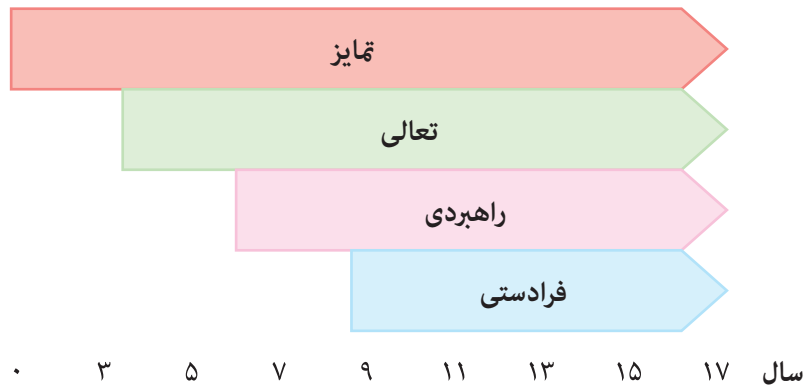 تمایز
تعالی
راهبردی
فرادستی
۰ ۳ ۵ ۷ ۹ ۱۱ ۱۳ ۱۵ ۱۷ سال